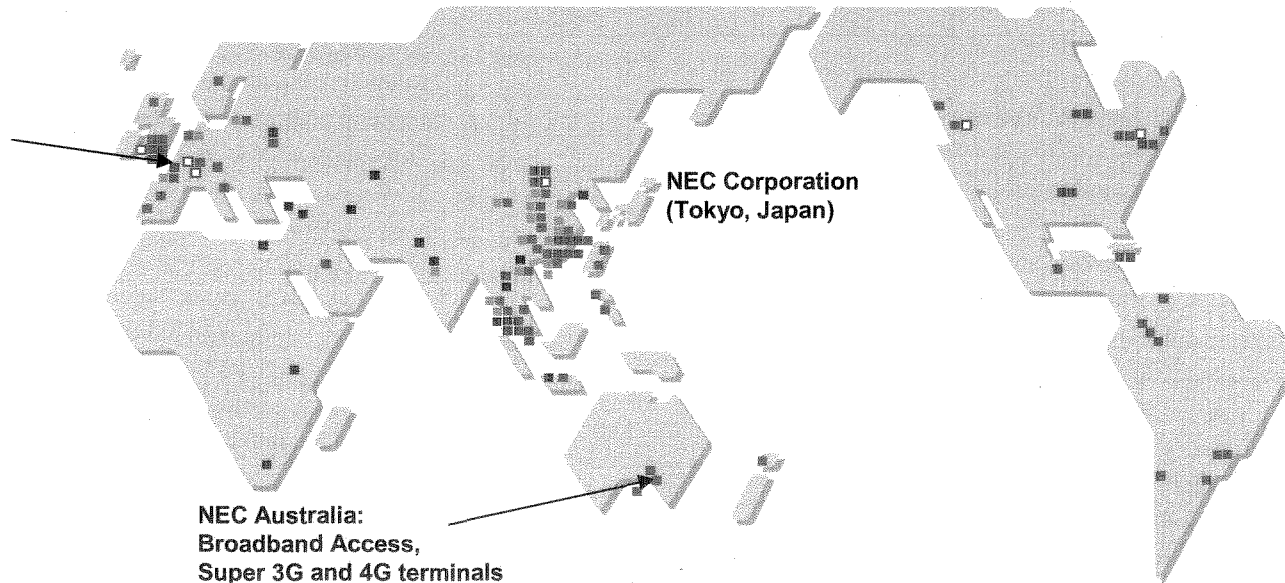 NEC Corporation
(Tokyo, Japan)
NEC Australia:
Broadband Access,
Super 3G and 4G terminals